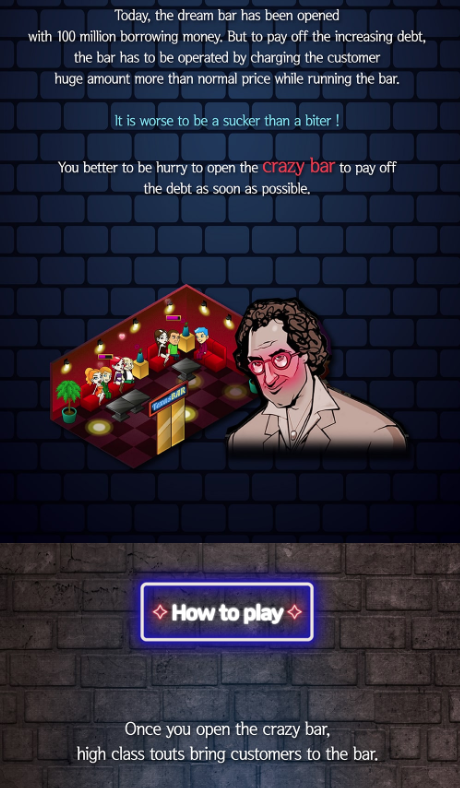 Today, the dream bar has been opened
with 100 million borrowing money. But to pay off the increasing debt,
the bar has to be operated by charging the customer
huge amount more than normal price while running the bar.
It is worse to be a sucker than a biter !
You better to be hurry to open the crazy bar to pay off
the debt as soon as possible.
BAR
How to play
Once you open the crazy bar,
high class touts bring customers to the bar.